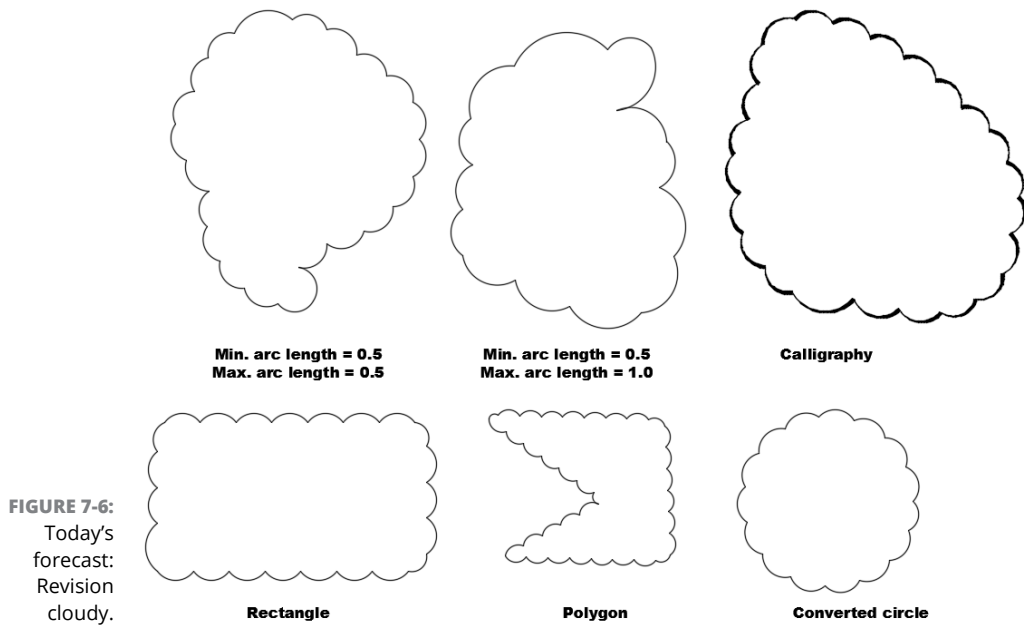 Min. arc length = 0.5
Max. arc length = 0.5
Min. arc length = 0.5
Max. arc length = 1.0
Calligraphy
FIGURE 7-6:
Today’s
forecast:
Revision
cloudy.
Rectangle
Polygon
Converted circle